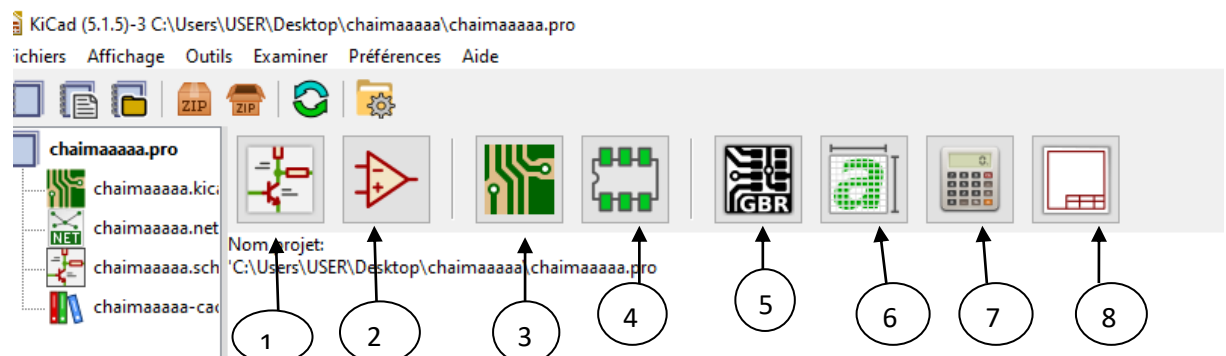 KiCad (5.1.5)-3 C:\Users\USER\Desktop\chaimaaaaa\chaimaaaaa.pro
ichiers Affichage Outils Examiner Préférences Aide
ZIP ZIP
chaimaaaaa.pro
chaimaaaaa.kica
NET chaimaaaaa.net
chaimaaaaa.sch
chaimaaaaa-cac
GBR a 0.
Nom projet:
'C:\Users\USER\Desktop\chaimaaaaa\chaimaaaaa.pro
1 2 3 4 5 6 7 8